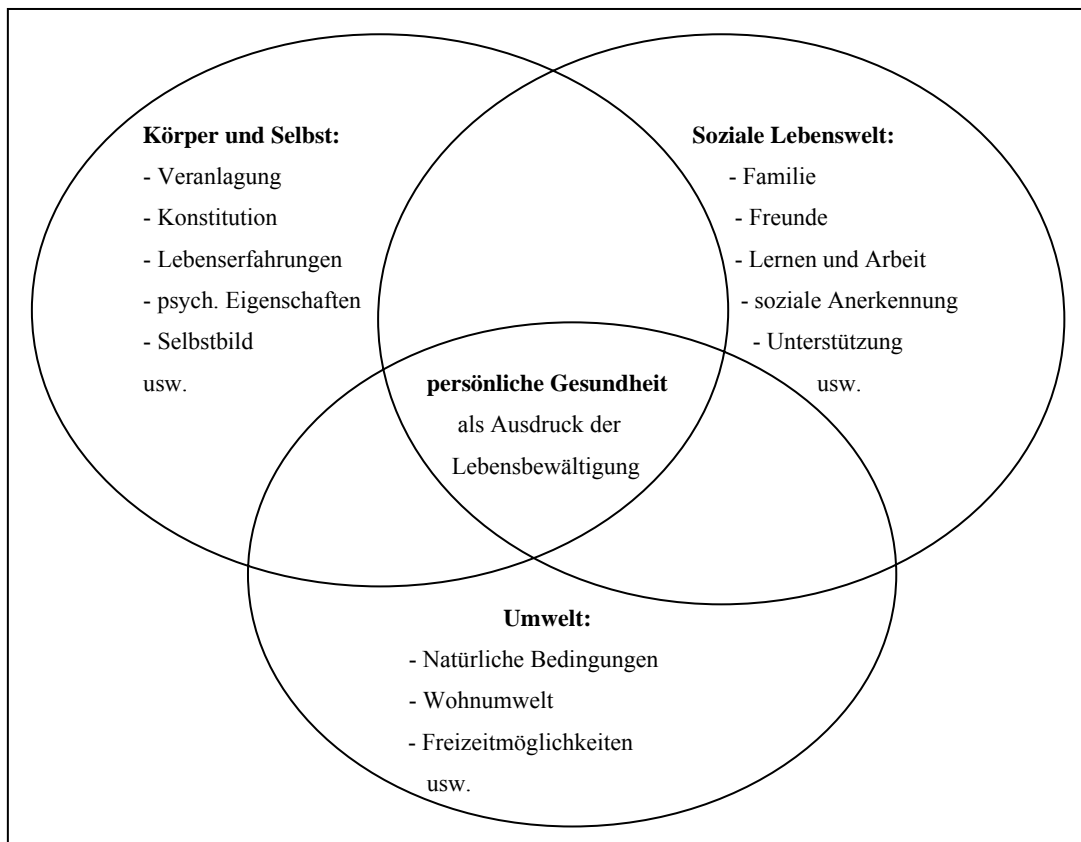 Körper und Selbst:
- Veranlagung
- Konstitution
- Lebenserfahrungen
- psych. Eigenschaften
- Selbstbild
usw.
Soziale Lebenswelt:
- Familie
- Freunde
- Lernen und Arbeit
- soziale Anerkennung
- Unterstützung
usw.
persönliche Gesundheit
als Ausdruck der
Lebensbewältigung
Umwelt:
- Natürliche Bedingungen
- Wohnumwelt
- Freizeitmöglichkeiten
usw.